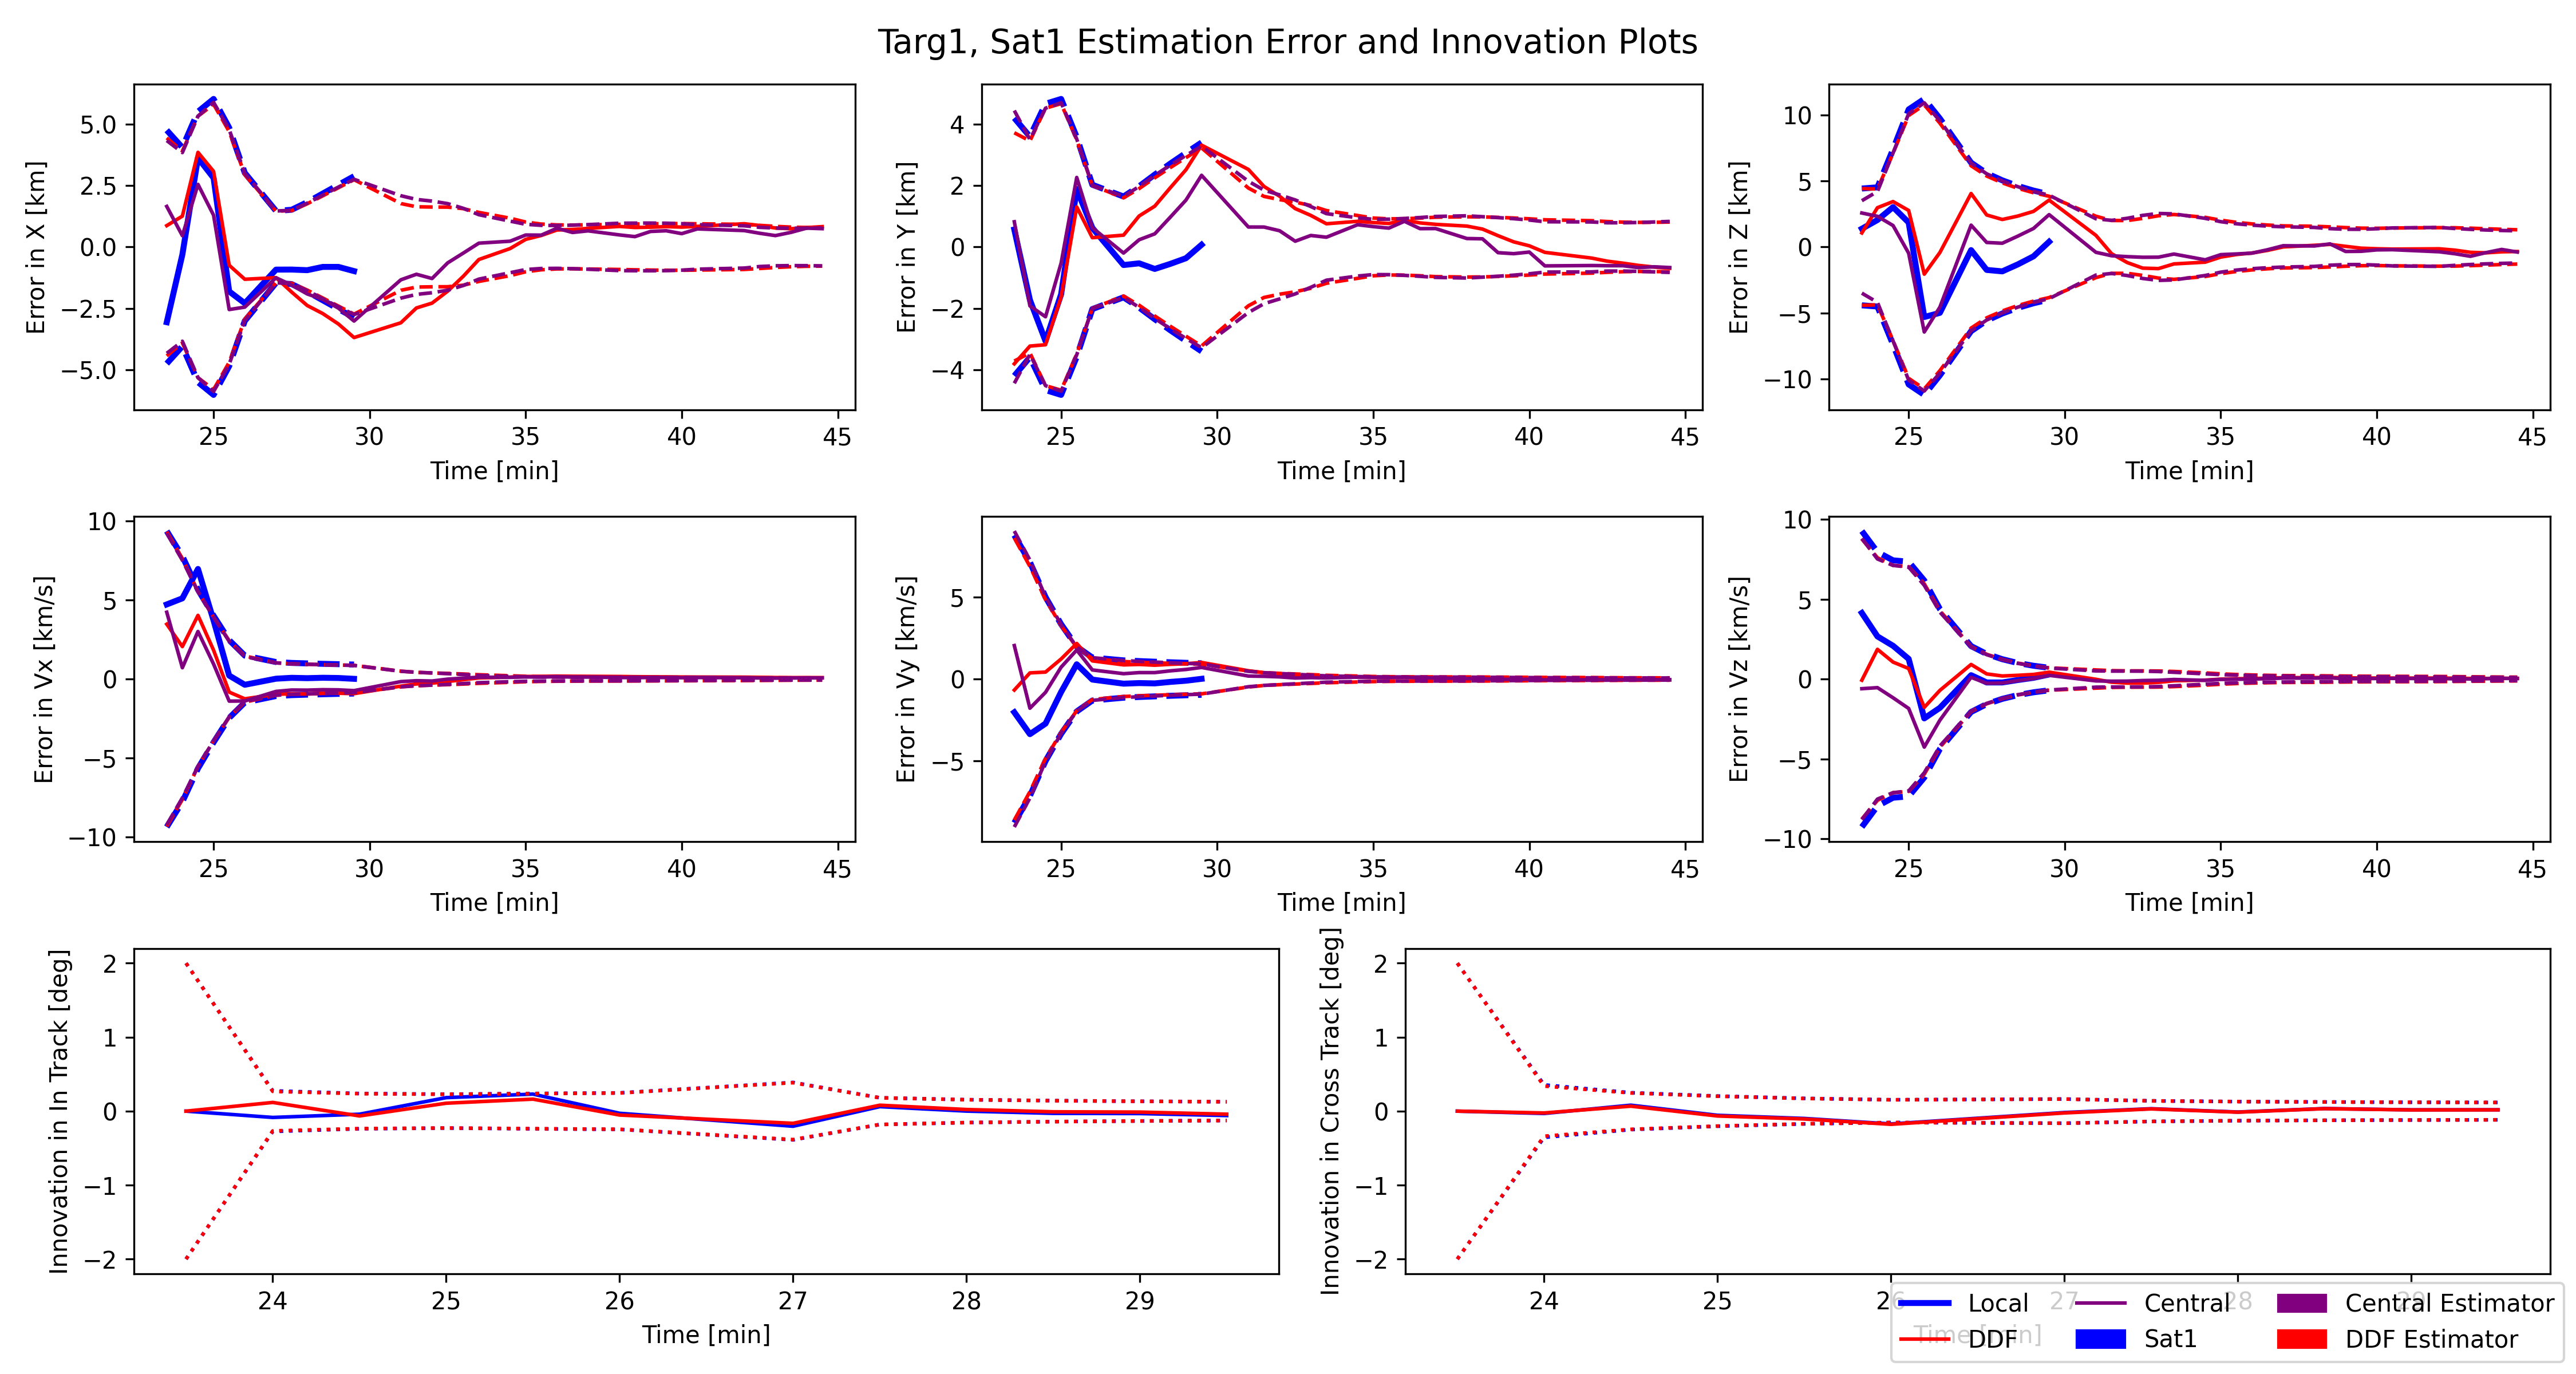 Targ1, Sat1 Estimation Error and Innovation Plots
Error in X [km]
5.0
2.5
0.0
−2.5
−5.0
25 30 35 40 45
Time [min]
Error in Y [km]
4
2
0
−2
−4
25 30 35 40 45
Time [min]
Error in Z [km]
10
5
0
−5
−10
25 30 35 40 45
Time [min]
Error in Vx [km/s]
10
5
0
−5
−10
25 30 35 40 45
Time [min]
Error in Vy [km/s]
5
0
−5
25 30 35 40 45
Time [min]
Error in Vz [km/s]
10
5
0
−5
−10
25 30 35 40 45
Time [min]
Innovation in In Track [deg]
2
1
0
−1
−2
24 25 26 27 28 29
Time [min]
Innovation in Cross Track [deg]
2
1
0
−1
−2
24 25 26 27 28 29
Time [min]
Local Central Central Estimator
DDF Sat1 DDF Estimator